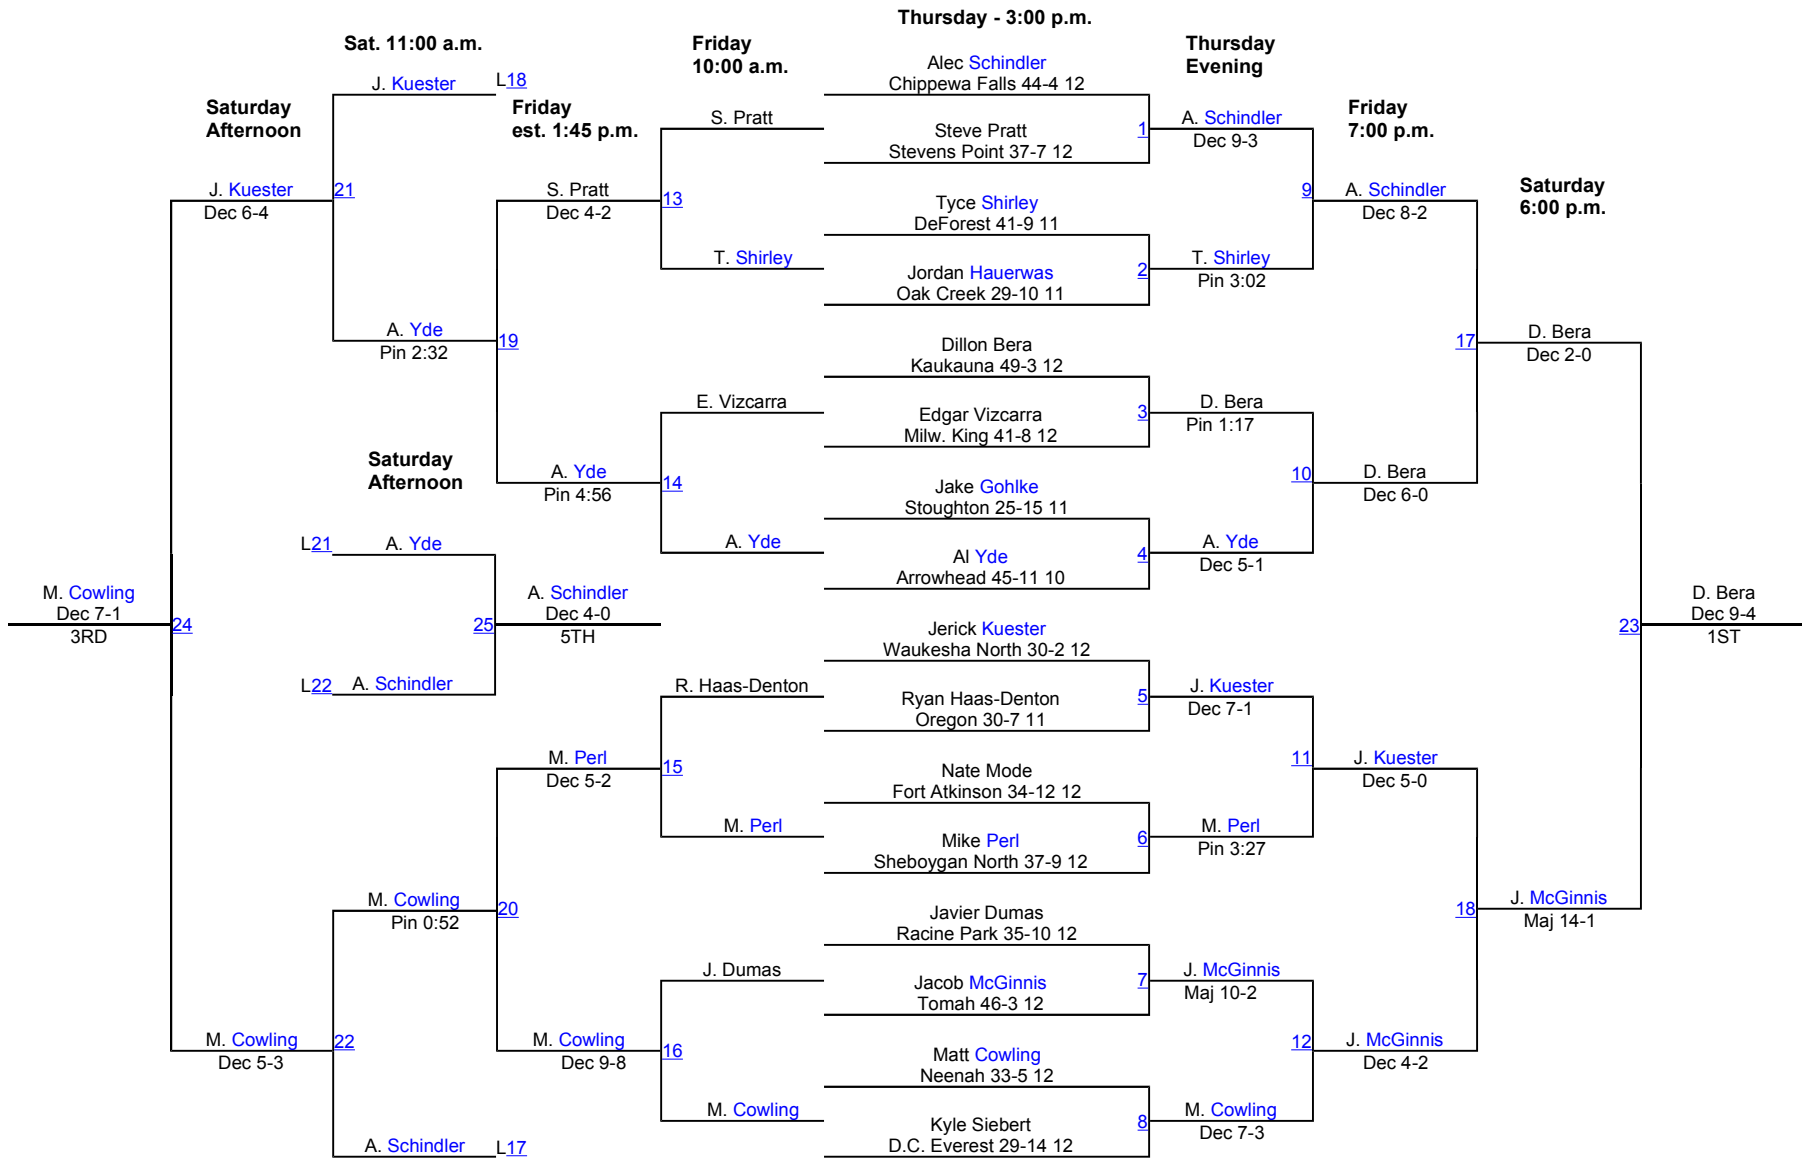 Thursday - 3:00 p.m.
Sat. 11:00 a.m.
Friday
10:00 a.m.
Thursday
Evening
Alec Schindler
Chippewa Falls 44-4 12
J. Kuester L18
Saturday
Afternoon
Friday
est. 1:45 p.m.
Friday
7:00 p.m.
S. Pratt
Steve Pratt
Stevens Point 37-7 12
1
A. Schindler
Dec 9-3
J. Kuester
Dec 6-4
21
S. Pratt
Dec 4-2
13
Tyce Shirley
DeForest 41-9 11
9
A. Schindler
Dec 8-2
Saturday
6:00 p.m.
T. Shirley
Jordan Hauerwas
Oak Creek 29-10 11
2
T. Shirley
Pin 3:02
A. Yde
Pin 2:32
19
Dillon Bera
Kaukauna 49-3 12
17
D. Bera
Dec 2-0
E. Vizcarra
Edgar Vizcarra
Milw. King 41-8 12
3
D. Bera
Pin 1:17
Saturday
Afternoon
A. Yde
Pin 4:56
14
Jake Gohlke
Stoughton 25-15 11
10
D. Bera
Dec 6-0
L21 A. Yde
A. Yde
Al Yde
Arrowhead 45-11 10
4
A. Yde
Dec 5-1
M. Cowling
Dec 7-1
3RD
24
25
A. Schindler
Dec 4-0
5TH
Jerick Kuester
Waukesha North 30-2 12
23
D. Bera
Dec 9-4
1ST
L22 A. Schindler
R. Haas-Denton
Ryan Haas-Denton
Oregon 30-7 11
5
J. Kuester
Dec 7-1
M. Perl
Dec 5-2
15
Nate Mode
Fort Atkinson 34-12 12
11
J. Kuester
Dec 5-0
M. Perl
Mike Perl
Sheboygan North 37-9 12
6
M. Perl
Pin 3:27
M. Cowling
Pin 0:52
20
Javier Dumas
Racine Park 35-10 12
18
J. McGinnis
Maj 14-1
J. Dumas
Jacob McGinnis
Tomah 46-3 12
7
J. McGinnis
Maj 10-2
M. Cowling
Dec 5-3
22
M. Cowling
Dec 9-8
16
Matt Cowling
Neenah 33-5 12
12
J. McGinnis
Dec 4-2
M. Cowling
Kyle Siebert
D.C. Everest 29-14 12
8
M. Cowling
Dec 7-3
A. Schindler L17